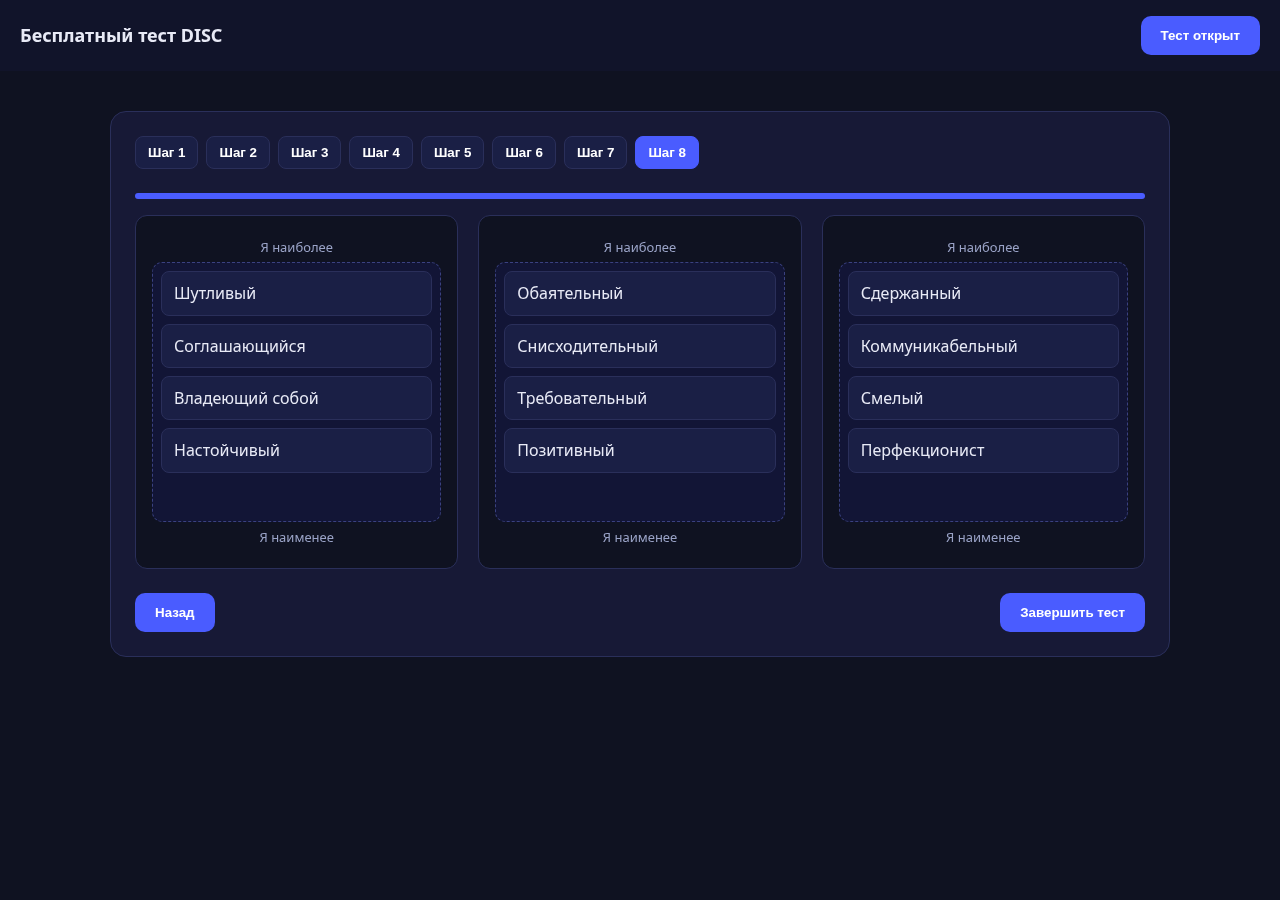 Бесплатный тест DISC
Тест открыт
Шаг 1
Шаг 2
Шаг 3
Шаг 4
Шаг 5
Шаг 6
Шаг 7
Шаг 8
Я наиболее
Шутливый
Соглашающийся
Владеющий собой
Настойчивый
Я наименее
Я наиболее
Обаятельный
Снисходительный
Требовательный
Позитивный
Я наименее
Я наиболее
Сдержанный
Коммуникабельный
Смелый
Перфекционист
Я наименее
Назад
Завершить тест